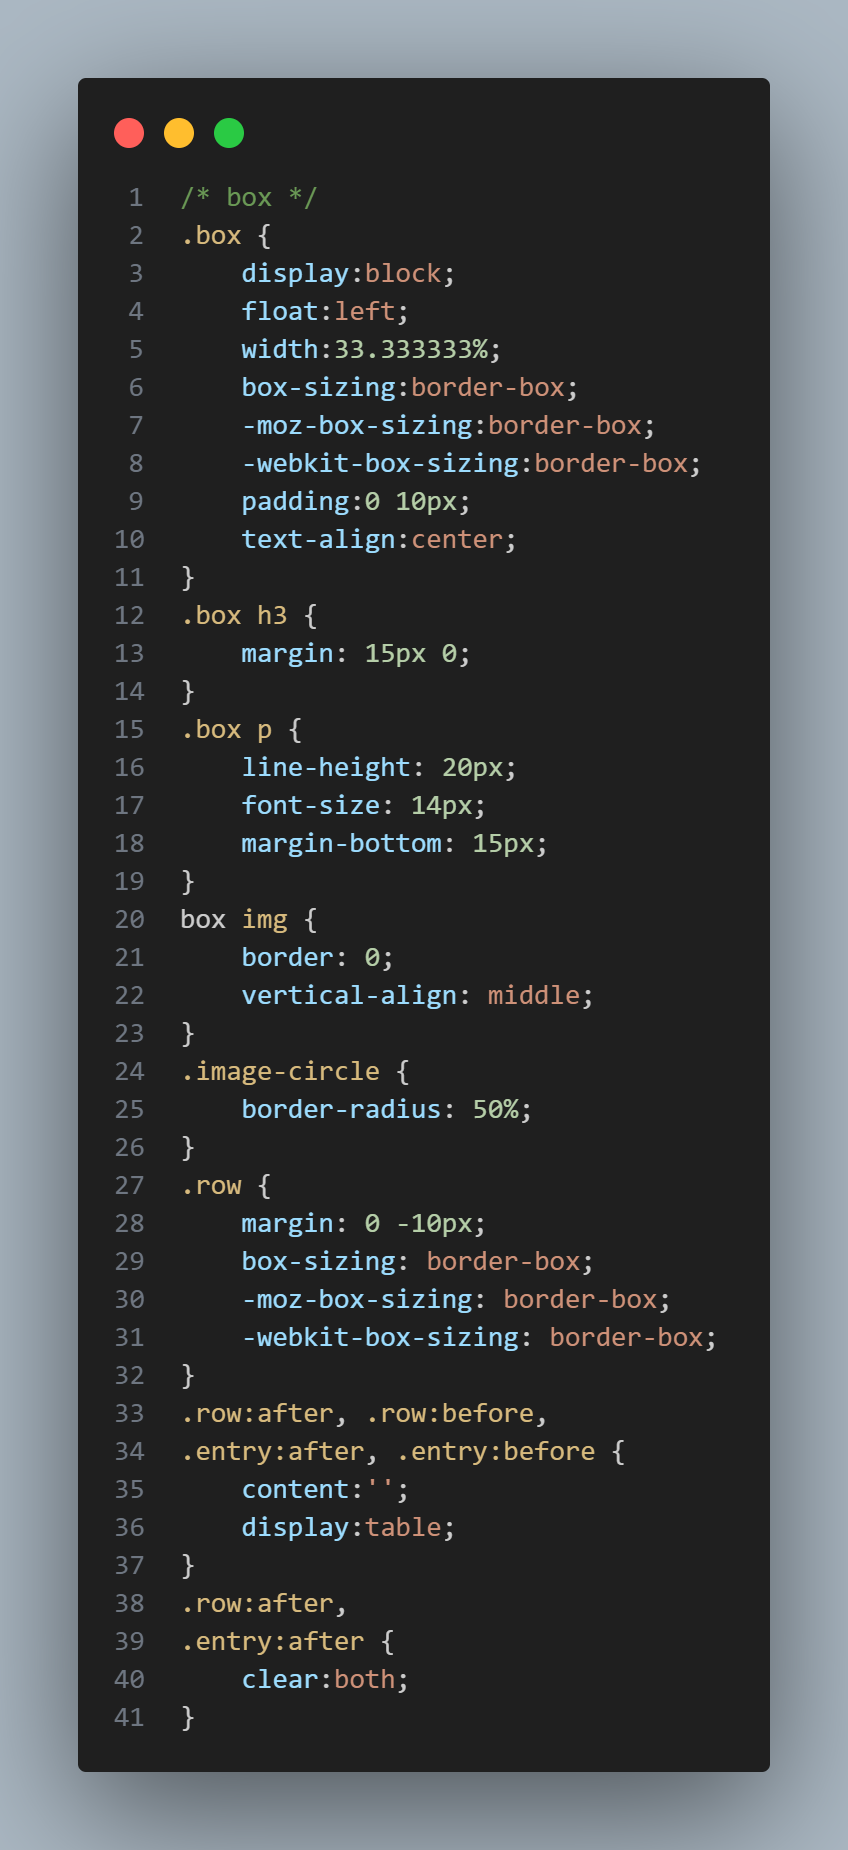 1 /* box */
2 .box {
3     display:block;
4     float:left;
5     width:33.333333%;
6     box-sizing:border-box;
7     -moz-box-sizing:border-box;
8     -webkit-box-sizing:border-box;
9     padding:0 10px;
10     text-align:center;
11 }
12 .box h3 {
13     margin: 15px 0;
14 }
15 .box p {
16     line-height: 20px;
17     font-size: 14px;
18     margin-bottom: 15px;
19 }
20 box img {
21     border: 0;
22     vertical-align: middle;
23 }
24 .image-circle {
25     border-radius: 50%;
26 }
27 .row {
28     margin: 0 -10px;
29     box-sizing: border-box;
30     -moz-box-sizing: border-box;
31     -webkit-box-sizing: border-box;
32 }
33 .row:after, .row:before,
34 .entry:after, .entry:before {
35     content:'';
36     display:table;
37 }
38 .row:after,
39 .entry:after {
40     clear:both;
41 }